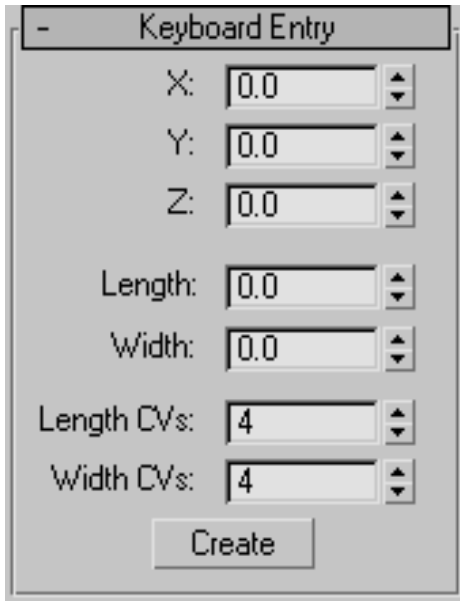 - Keyboard Entry
X: 0.0
Y: 0.0
Z: 0.0
Length: 0.0
Width: 0.0
Length CVs: 4
Width CVs: 4
Create